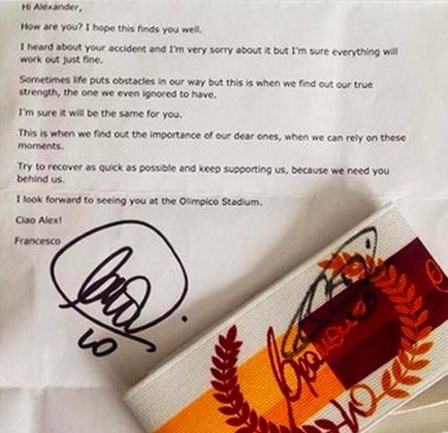 Hi Alexander,
How are you? I hope this finds you well.
I heard about your accident and I'm very sorry about it but I'm sure everything will
work out just fine.
Sometimes life puts obstacles in our way but this is when we find out our true
strength, the one we even ignored to have.
I'm sure it will be the same for you.
This is when we find out the importance of our dear ones, when we can rely on these
moments.
Try to recover as quick as possible and keep supporting us, because we need you
behind us.
I look forward to seeing you at the Olimpico Stadium.
Ciao Alex!
Francesco
10